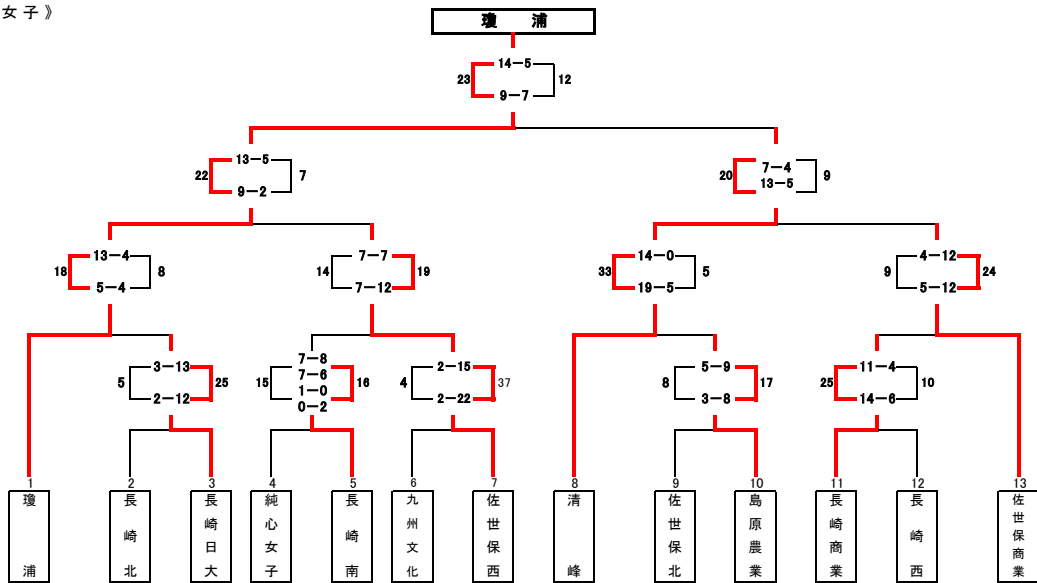 女 子 》
瓊 浦
23 14－5 12
9－7
22 13－5 7
9－2
20 7－4 9
13－5
18 13－4 8
5－4
14 7－7 19
7－12
33 14－0 5
19－5
9 4－12 24
5－12
5 3－13 25
2－12
15 7－8 16
7－6
1－0
0－2
4 2－15 37
2－22
8 5－9 17
3－8
25 11－4 10
14－6
1 2 3 4 5 6 7 8 9 10 11 12 13
瓊浦
長崎北
長崎日大
純心女子
長崎南
九州文化
佐世保西
清峰
佐世保北
島原農業
長崎商業
長崎西
佐世保商業